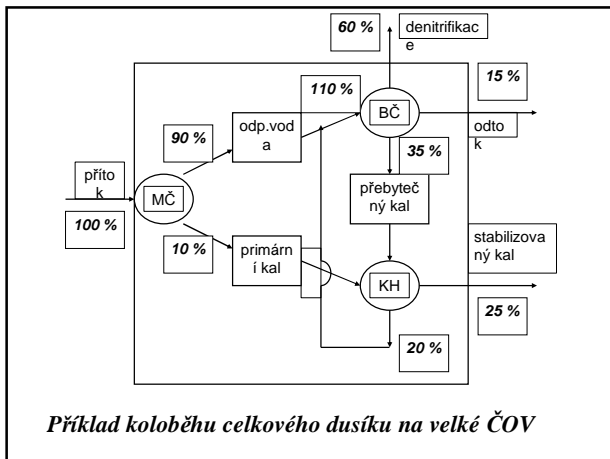 60 %
denitrifikac
e
15 %
110 %
BČ
odp.vod
a
90 %
odto
k
35 %
příto
k
přebyteč
ný kal
MČ
100 %
10 %
primárn
í kal
stabilizova
ný kal
KH
25 %
20 %
Příklad koloběhu celkového dusíku na velké ČOV